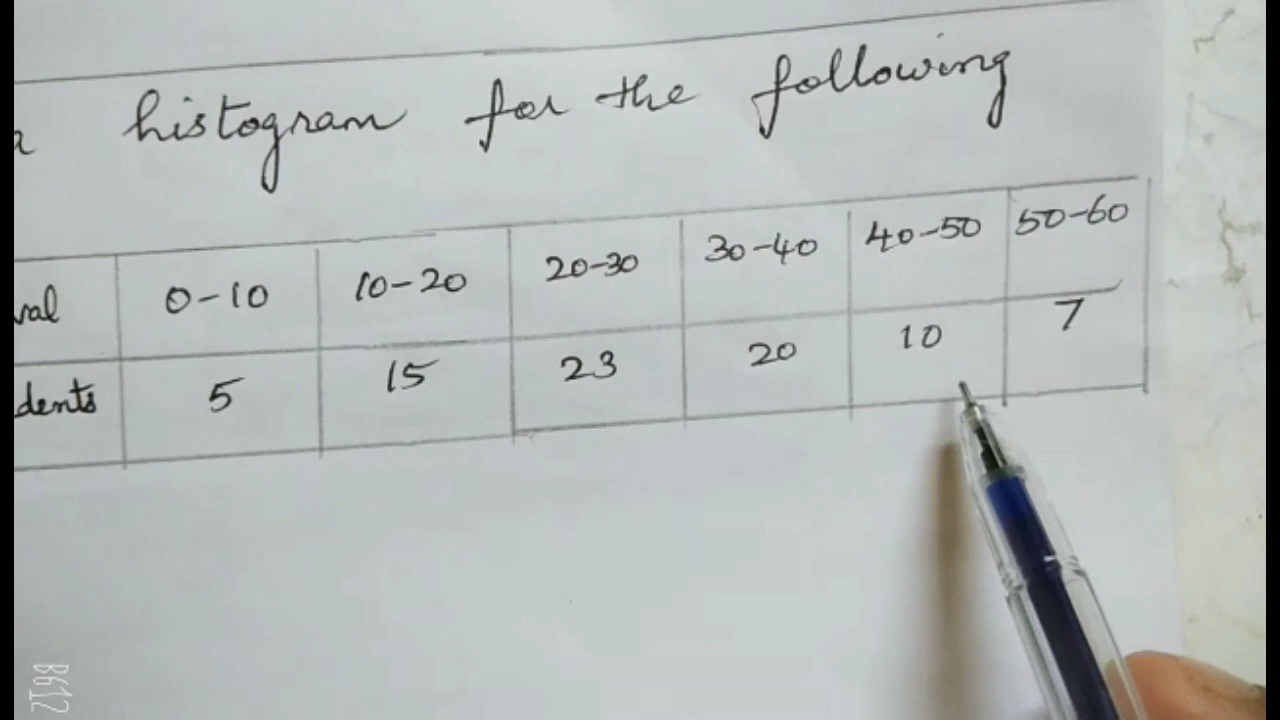 a histogram for the following
val 0-10 10-20 20-30 30-40 40-50 50-60
dents 5 15 23 20 10 7
B612